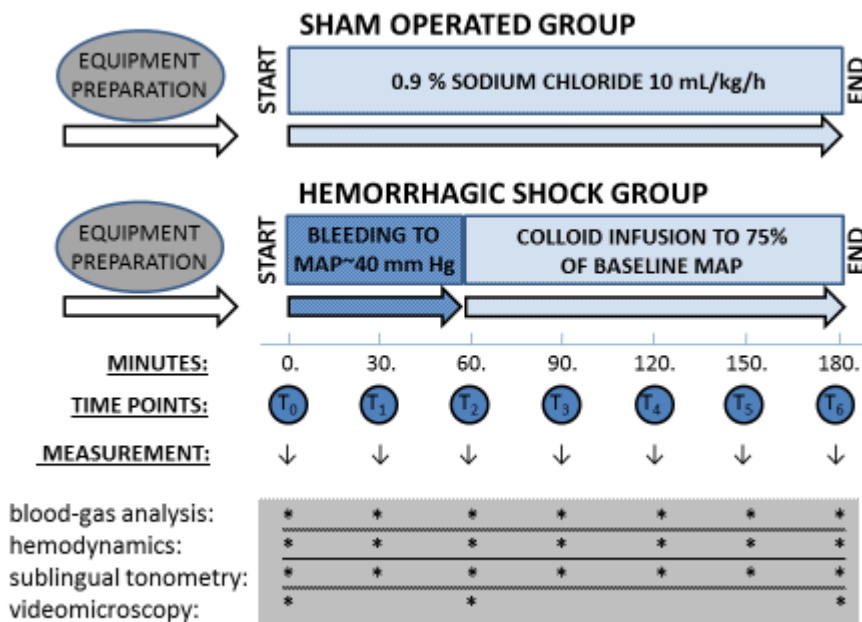 SHAM OPERATED GROUP
EQUIPMENT
PREPARATION
START
0.9 % SODIUM CHLORIDE 10 mL/kg/h
END
HEMORRHAGIC SHOCK GROUP
EQUIPMENT
PREPARATION
START
BLEEDING TO
MAP~40 mm Hg
COLLOID INFUSION TO 75%
OF BASELINE MAP
END
MINUTES: 0. 30. 60. 90. 120. 150. 180.
TIME POINTS: T0 T1 T2 T3 T4 T5 T6
MEASUREMENT: ↓ ↓ ↓ ↓ ↓ ↓ ↓
blood-gas analysis: * * * * * * *
hemodynamics: * * * * * * *
sublingual tonometry: * * * * * * *
videomicroscopy: * * *